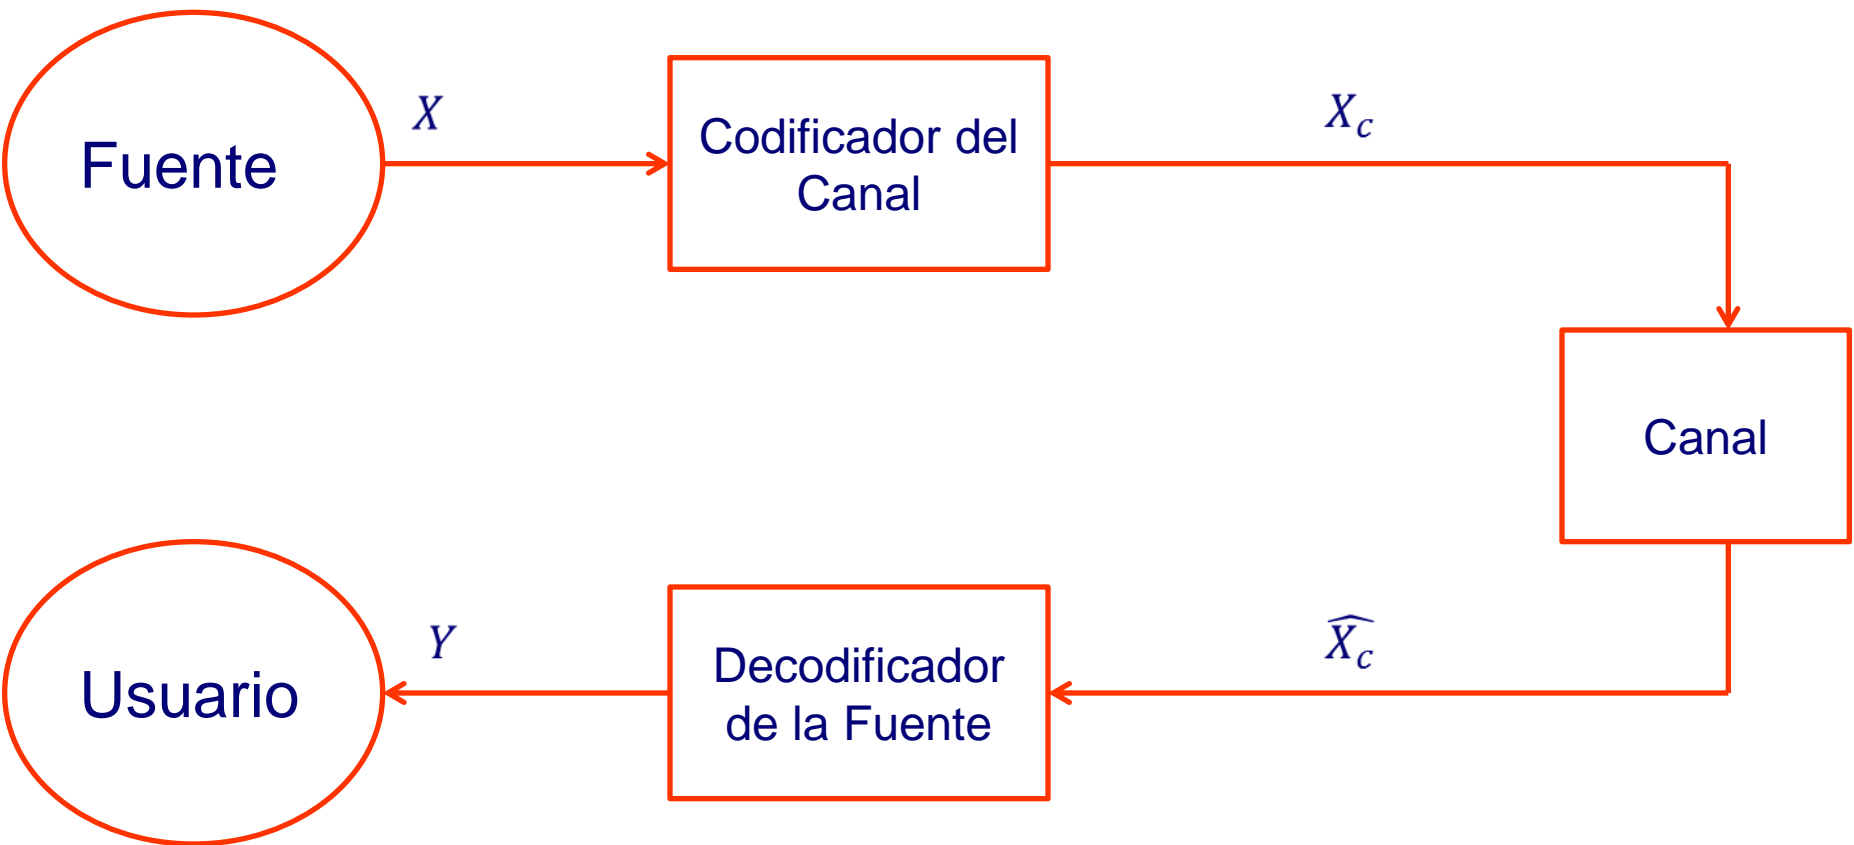 Fuente
X
Codificador del
Canal
X_c
Canal
\widehat{X_c}
Decodificador
de la Fuente
Y
Usuario